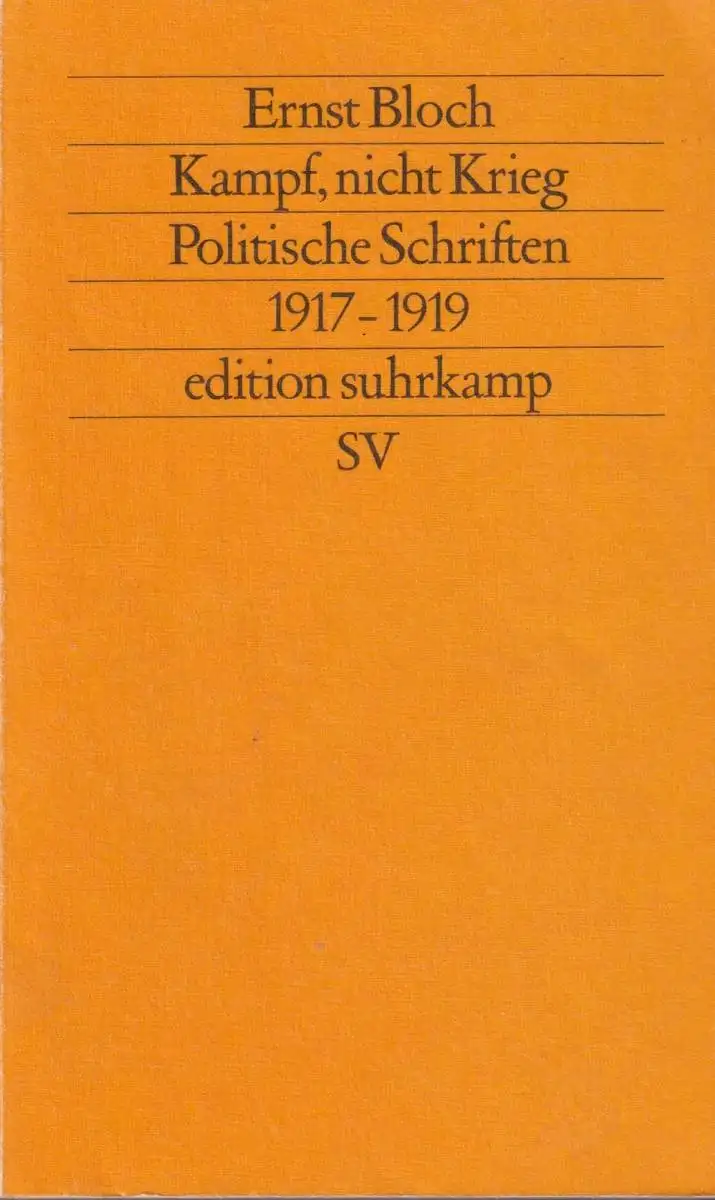 Ernst Bloch
Kampf, nicht Krieg
Politische Schriften
1917 – 1919
edition suhrkamp
SV